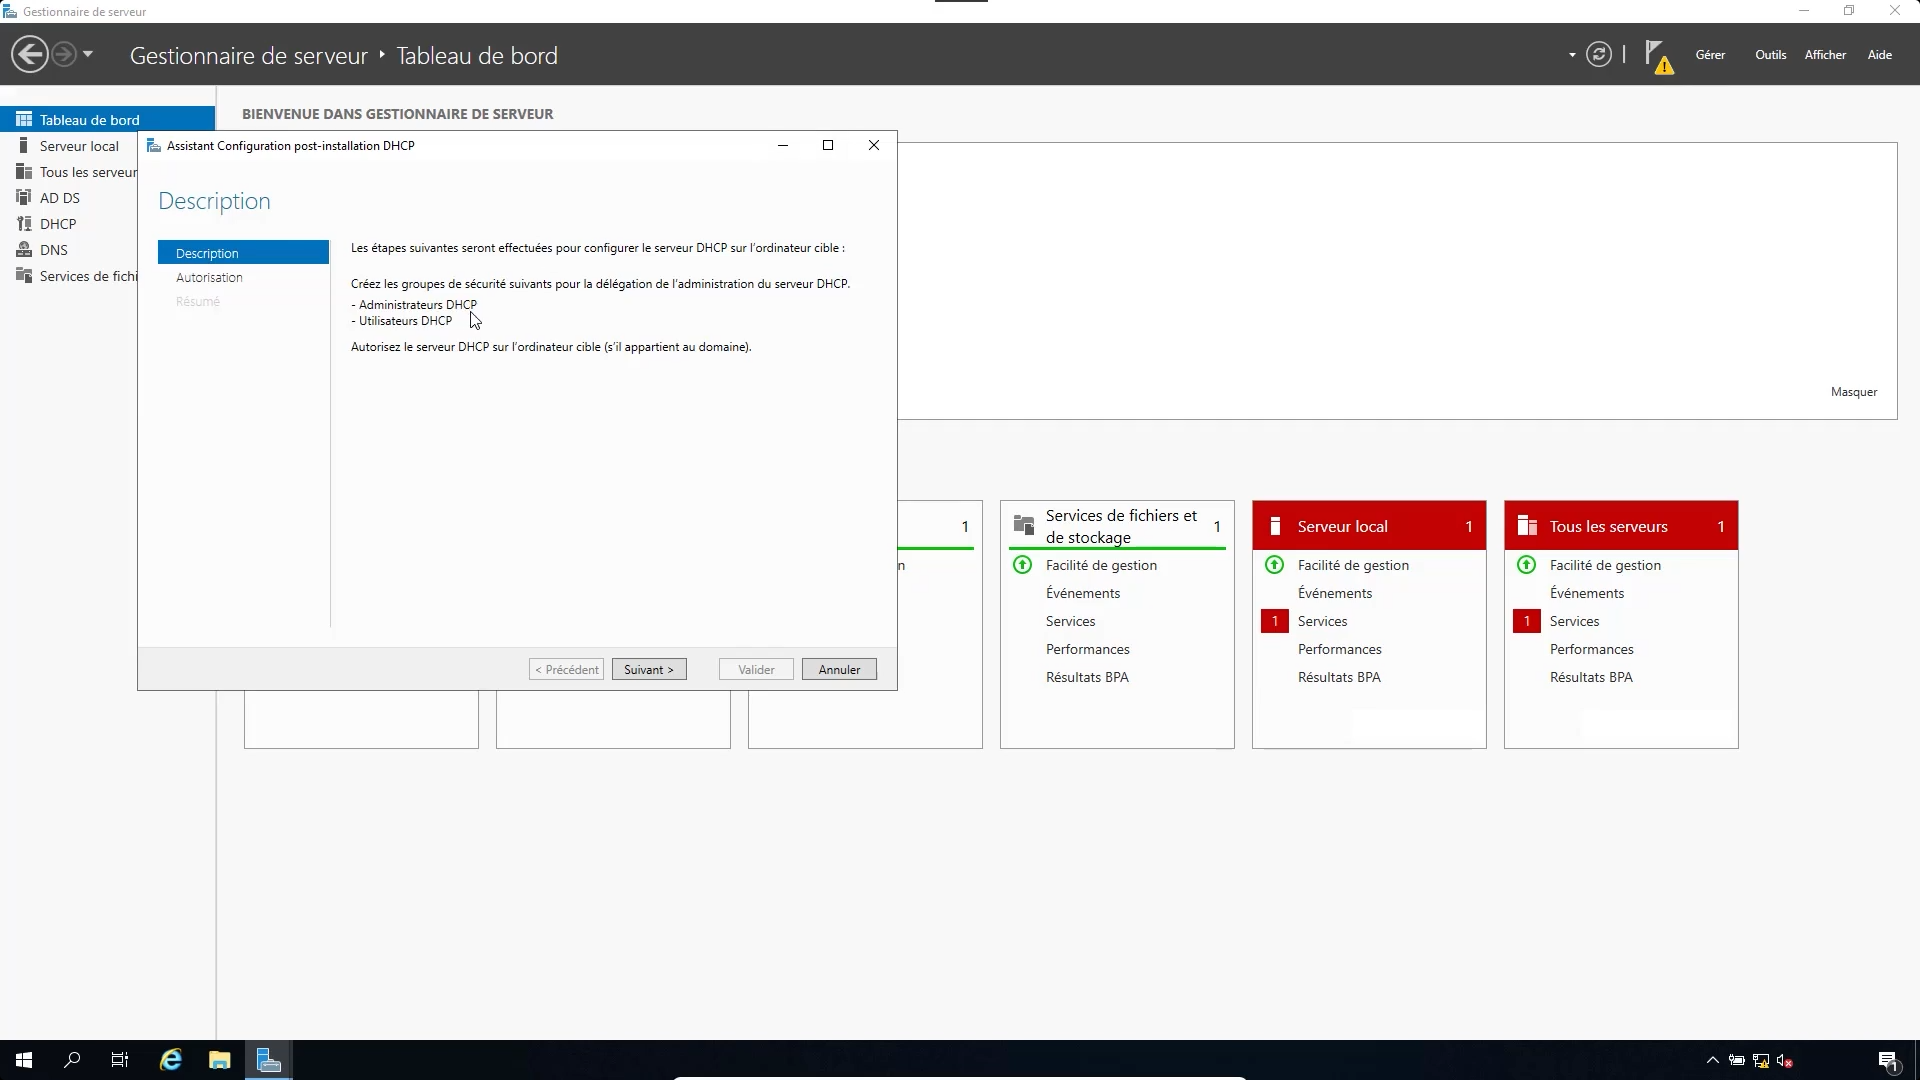 Gestionnaire de serveur
Gestionnaire de serveur ‣ Tableau de bord
Gérer
Outils
Afficher
Aide
Tableau de bord
Serveur local
Tous les serveur
AD DS
DHCP
DNS
Services de fichi
BIENVENUE DANS GESTIONNAIRE DE SERVEUR
Assistant Configuration post-installation DHCP
Description
Description
Autorisation
Résumé
Les étapes suivantes seront effectuées pour configurer le serveur DHCP sur l'ordinateur cible :
Créez les groupes de sécurité suivants pour la délégation de l'administration du serveur DHCP.
- Administrateurs DHCP
- Utilisateurs DHCP
Autorisez le serveur DHCP sur l'ordinateur cible (s'il appartient au domaine).
< Précédent
Suivant >
Valider
Annuler
Masquer
1
n
Services de fichiers et
de stockage
1
Facilité de gestion
Événements
Services
Performances
Résultats BPA
Serveur local 1
Facilité de gestion
Événements
1 Services
Performances
Résultats BPA
Tous les serveurs 1
Facilité de gestion
Événements
1 Services
Performances
Résultats BPA
1